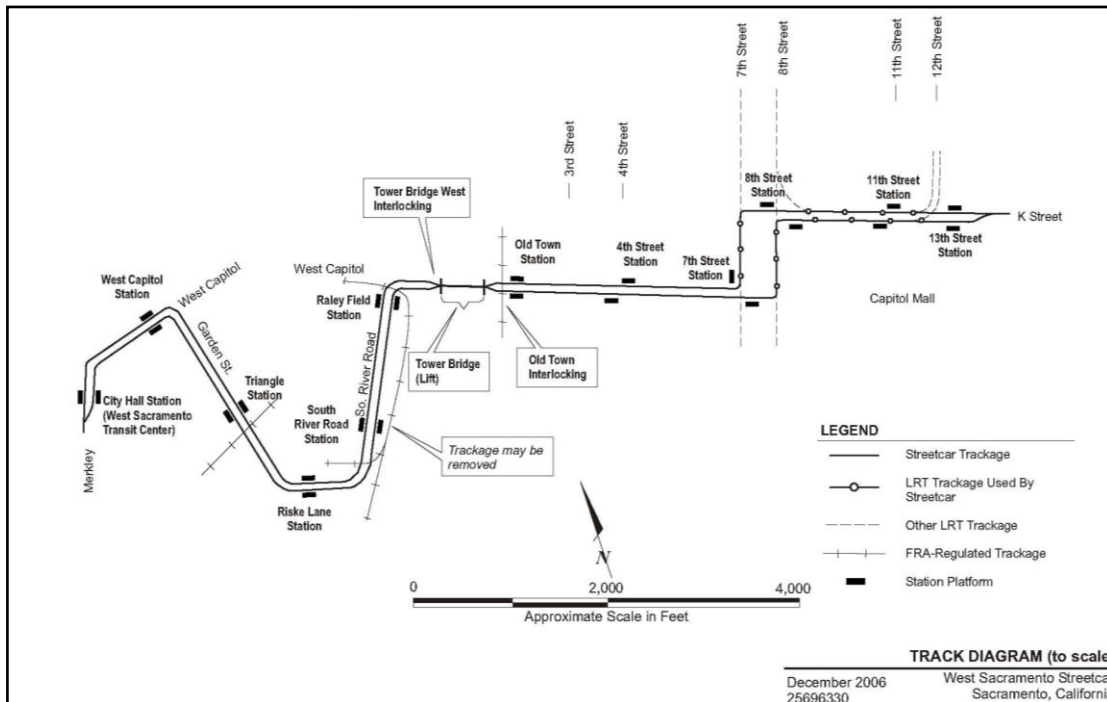 7th Street
8th Street
11th Street
12th Street
3rd Street
4th Street
8th Street
Station
11th Street
Station
K Street
13th Street
Station
Tower Bridge West
Interlocking
Old Town
Station
4th Street
Station
7th Street
Station
Capitol Mall
West Capitol
West Capitol
Station
West Capitol
Raley Field
Station
Garden St.
So. River Road
Tower Bridge
(Lift)
Old Town
Interlocking
Triangle
Station
City Hall Station
(West Sacramento
Transit Center)
Merkley
South
River Road
Station
Trackage may be
removed
Riske Lane
Station
N
0
2,000
4,000
Approximate Scale in Feet
LEGEND
Streetcar Trackage
LRT Trackage Used By
Streetcar
Other LRT Trackage
FRA-Regulated Trackage
Station Platform
TRACK DIAGRAM (to scale
December 2006
25696330
West Sacramento Streetca
Sacramento, Californi